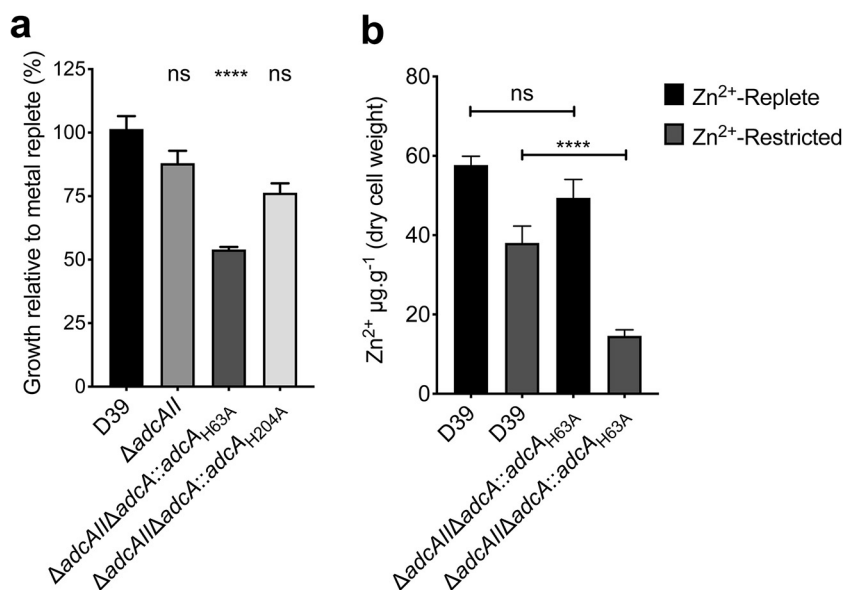 a
Growth relative to metal replete (%)
125
100
75
50
25
0
ns
****
ns
D39
ΔadcAII
ΔadcAIIΔadcA::adcAH63A
ΔadcAIIΔadcA::adcAH204A
b
Zn2+ µg.g-1 (dry cell weight)
80
60
40
20
0
ns
****
D39
D39
ΔadcAIIΔadcA::adcAH63A
ΔadcAIIΔadcA::adcAH63A
Zn2+-Replete
Zn2+-Restricted